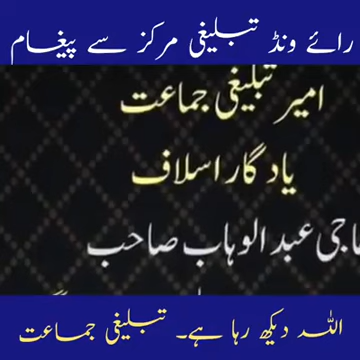 رائے ونڈ تبلیغی مرکز سے پیغام
امیر تبلیغی جماعت
یادگار اسلاف
حاجی عبدالوہاب صاحب
اللہ دیکھ رہا ہے۔ تبلیغی جماعت